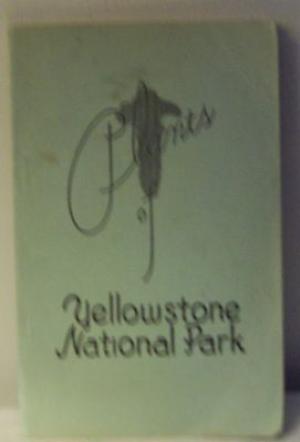 Plants
of
Yellowstone
National Park